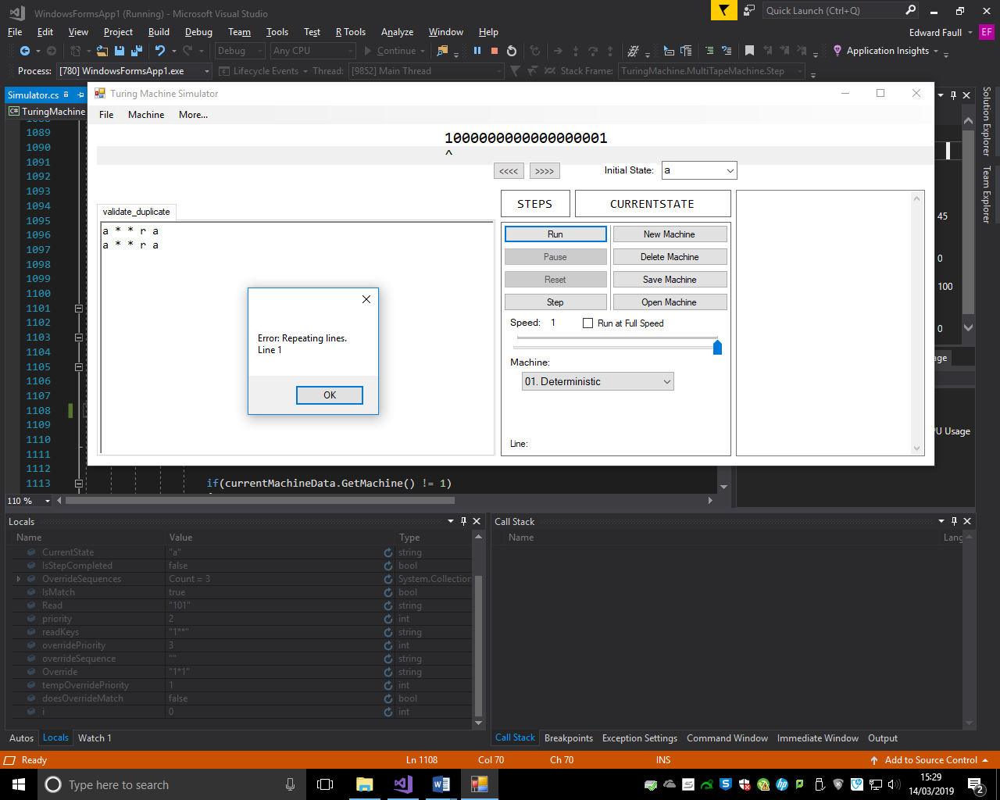 WindowsFormsApp1 (Running) - Microsoft Visual Studio
Quick Launch (Ctrl+Q)
File Edit View Project Build Debug Team Tools Test R Tools Analyze Window Help
Edward Faull EF
Debug Any CPU Continue Application Insights
Process: [780] WindowsFormsApp1.exe Lifecycle Events Thread: [9852] Main Thread Stack Frame: TuringMachine.MultiTapeMachine.Step
Simulator.cs
TuringMachine
Turing Machine Simulator
File Machine More...
1000000000000000001
^
<<<< >>>> Initial State: a
validate_duplicate
a * * r a
a * * r a
STEPS CURRENTSTATE
Run New Machine
Pause Delete Machine
Reset Save Machine
Step Open Machine
Speed: 1 Run at Full Speed
Machine:
01. Deterministic
Line:
Error: Repeating lines.
Line 1
OK
1089
1090
1091
1092
1093
1094
1095
1096
1097
1098
1099
1100
1101
1102
1103
1104
1105
1106
1107
1108
1109
1110
1111
1112
1113 if(currentMachineData.GetMachine() != 1)
110 %
Solution Explorer
Team Explorer
45
0
100
0
age
PU Usage
Locals
Name Value Type
CurrentState "a" string
IsStepCompleted false bool
OverrideSequences Count = 3 System.Collection
IsMatch true bool
Read "101" string
priority 2 int
readKeys "1**" string
overridePriority 3 int
overrideSequence "" string
Override "1*1" string
tempOverridePriority 1 int
doesOverrideMatch false bool
i 0 int
Autos Locals Watch 1
Call Stack
Name Lang
Call Stack Breakpoints Exception Settings Command Window Immediate Window Output
Ready Ln 1108 Col 70 Ch 70 INS Add to Source Control
Type here to search
15:29
14/03/2019
2